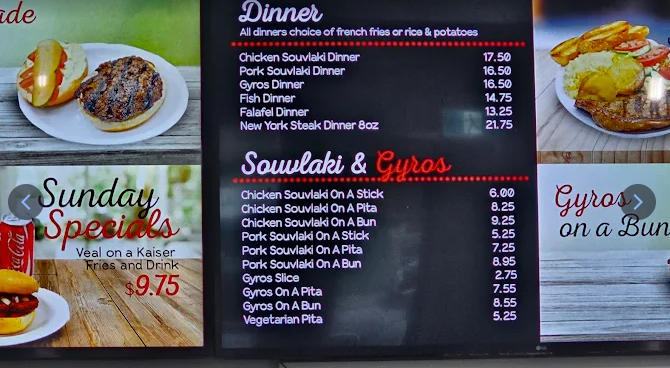 ade
Dinner
All dinners choice of french fries or rice & potatoes
Chicken Souvlaki Dinner 17.50
Pork Souvlaki Dinner 16.50
Gyros Dinner 16.50
Fish Dinner 14.75
Falafel Dinner 13.25
New York Steak Dinner 8oz 21.75
Souvlaki & Gyros
Chicken Souvlaki On A Stick 6.00
Chicken Souvlaki On A Pita 8.25
Chicken Souvlaki On A Bun 9.25
Pork Souvlaki On A Stick 5.25
Pork Souvlaki On A Pita 7.25
Pork Souvlaki On A Bun 8.95
Gyros Slice 2.75
Gyros On A Pita 7.55
Gyros On A Bun 8.55
Vegetarian Pita 5.25
Sunday
Specials
Veal on a Kaiser
Fries and Drink
$9.75
Coca-Cola
Gyros
on a Bun